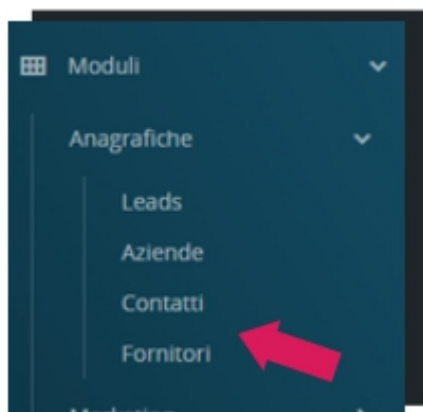 Moduli
Anagrafiche
Leads
Aziende
Contatti
Fornitori